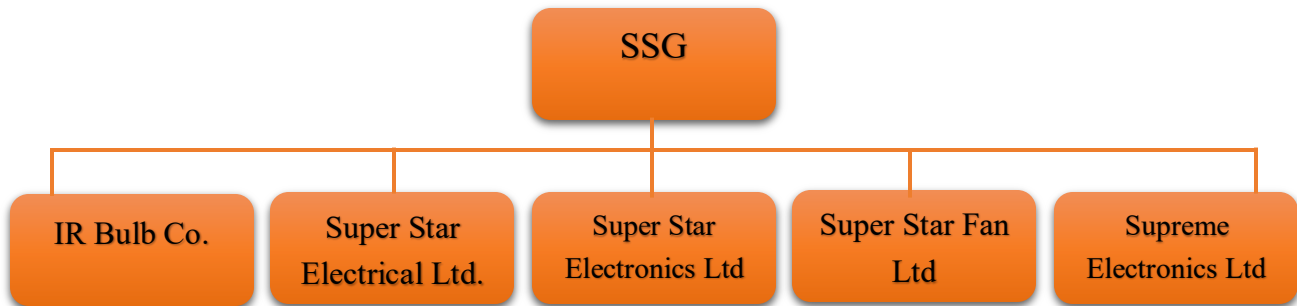 SSG
IR Bulb Co.
Super Star
Electrical Ltd.
Super Star
Electronics Ltd
Super Star Fan
Ltd
Supreme
Electronics Ltd